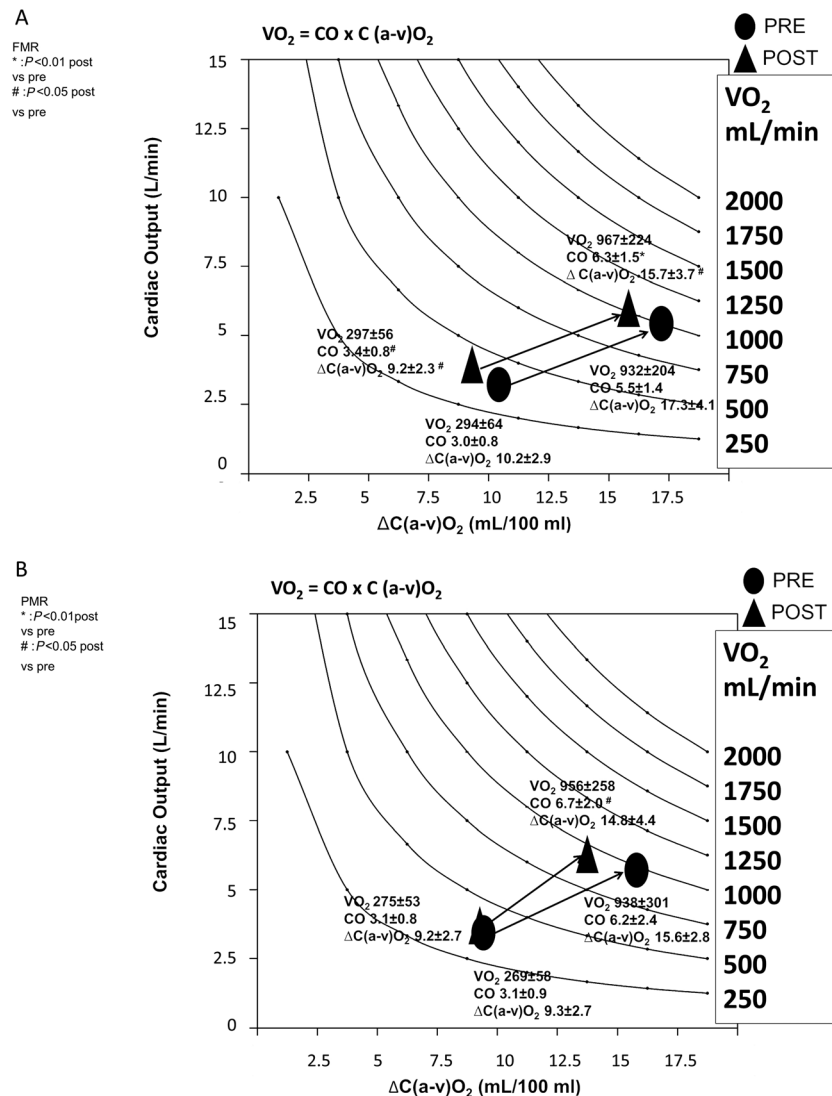 A
FMR
* :P<0.01 post
vs pre
# :P<0.05 post
vs pre
VO2 = CO x C (a-v)O2
PRE
POST
VO2
mL/min
2000
1750
1500
1250
1000
750
500
250
Cardiac Output (L/min)
15
12.5
10
7.5
5
2.5
0
VO2 967±224
CO 6.3±1.5*
Δ C(a-v)O2 15.7±3.7 #
VO2 297±56
CO 3.4±0.8#
ΔC(a-v)O2 9.2±2.3 #
VO2 932±204
CO 5.5±1.4
ΔC(a-v)O2 17.3±4.1
VO2 294±64
CO 3.0±0.8
ΔC(a-v)O2 10.2±2.9
2.5 5 7.5 10 12.5 15 17.5
ΔC(a-v)O2 (mL/100 ml)
B
PMR
* :P<0.01post
vs pre
# :P<0.05 post
vs pre
VO2 = CO x C (a-v)O2
PRE
POST
VO2
mL/min
2000
1750
1500
1250
1000
750
500
250
Cardiac Output (L/min)
15
12.5
10
7.5
5
2.5
0
VO2 956±258
CO 6.7±2.0 #
ΔC(a-v)O2 14.8±4.4
VO2 275±53
CO 3.1±0.8
ΔC(a-v)O2 9.2±2.7
VO2 938±301
CO 6.2±2.4
ΔC(a-v)O2 15.6±2.8
VO2 269±58
CO 3.1±0.9
ΔC(a-v)O2 9.3±2.7
2.5 5 7.5 10 12.5 15 17.5
ΔC(a-v)O2 (mL/100 ml)